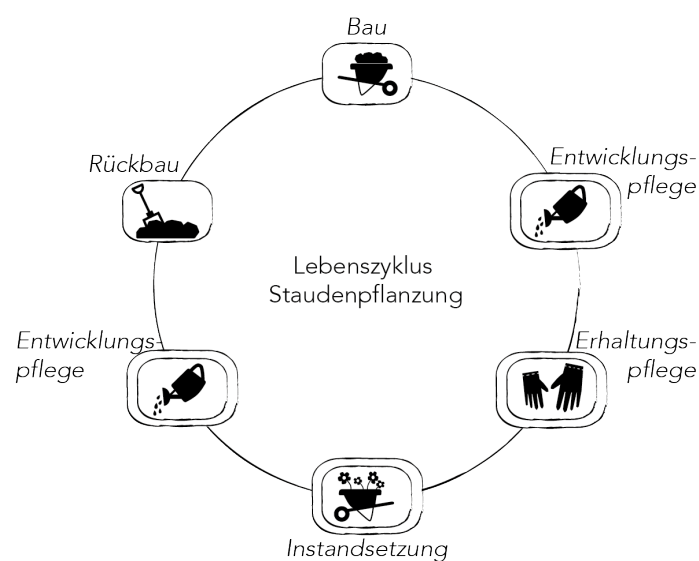 Bau
Entwicklungs-
pflege
Rückbau
Lebenszyklus
Staudenpflanzung
Entwicklungs-
pflege
Erhaltungs-
pflege
Instandsetzung